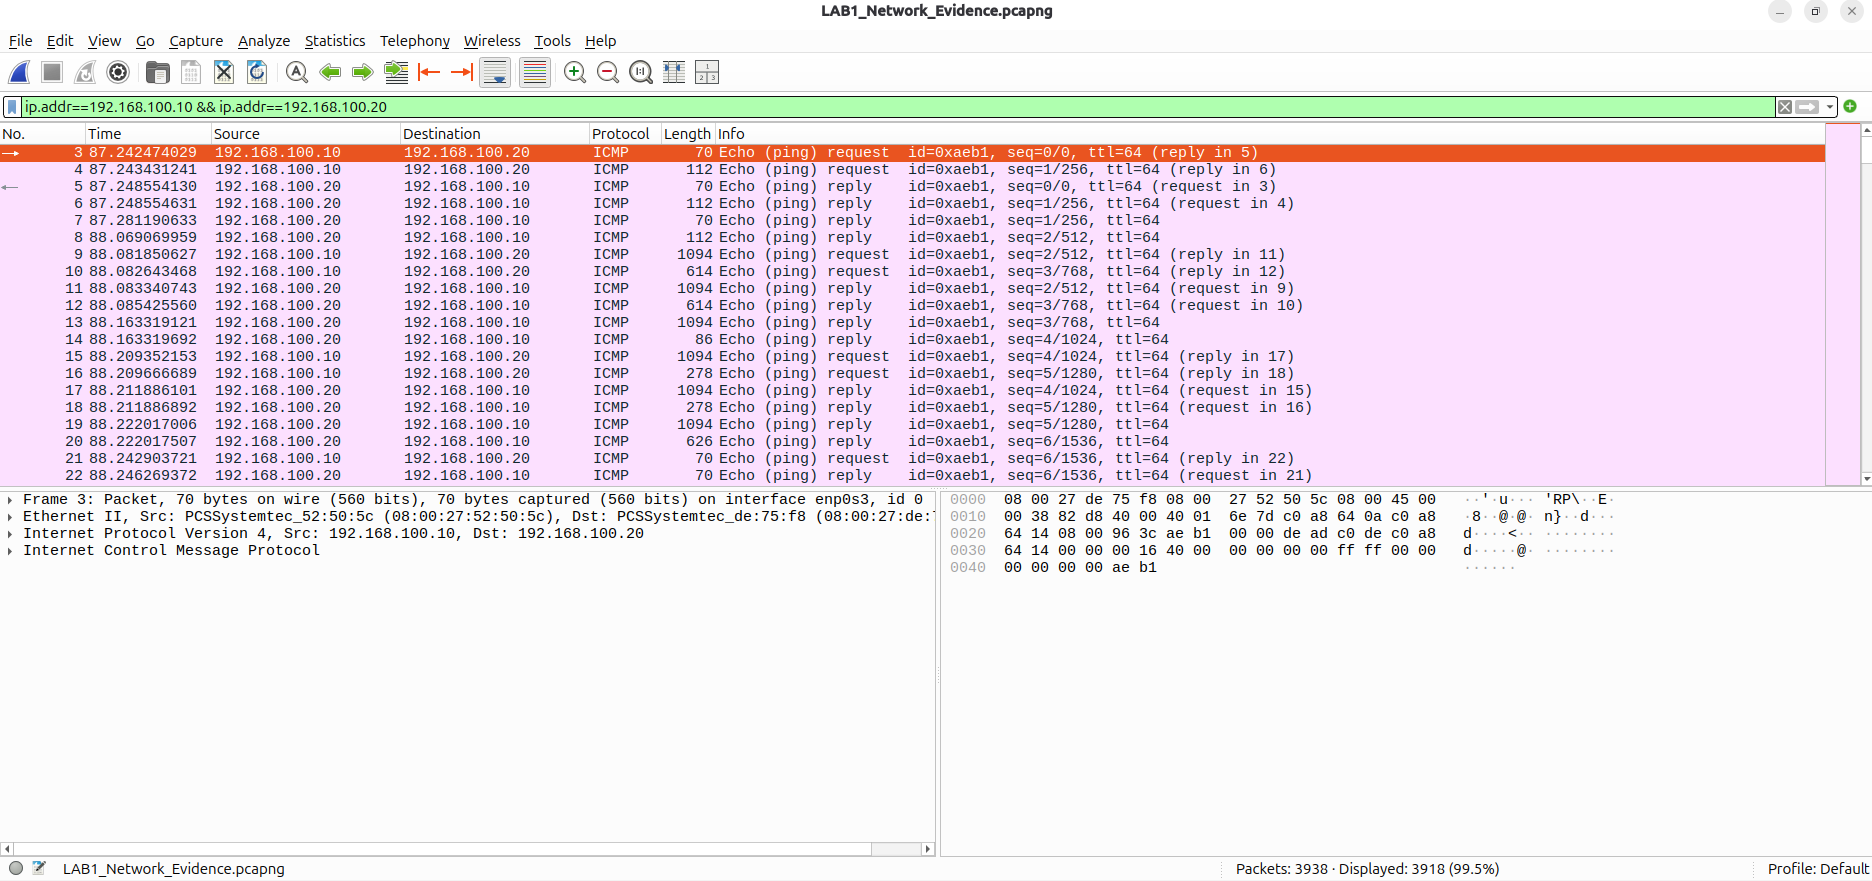 LAB1_Network_Evidence.pcapng
File Edit View Go Capture Analyze Statistics Telephony Wireless Tools Help
ip.addr==192.168.100.10 && ip.addr==192.168.100.20
No. Time Source Destination Protocol Length Info
3 87.242474029 192.168.100.10 192.168.100.20 ICMP 70 Echo (ping) request id=0xaeb1, seq=0/0, ttl=64 (reply in 5)
4 87.243431241 192.168.100.10 192.168.100.20 ICMP 112 Echo (ping) request id=0xaeb1, seq=1/256, ttl=64 (reply in 6)
5 87.248554130 192.168.100.20 192.168.100.10 ICMP 70 Echo (ping) reply id=0xaeb1, seq=0/0, ttl=64 (request in 3)
6 87.248554631 192.168.100.20 192.168.100.10 ICMP 112 Echo (ping) reply id=0xaeb1, seq=1/256, ttl=64 (request in 4)
7 87.281190633 192.168.100.20 192.168.100.10 ICMP 70 Echo (ping) reply id=0xaeb1, seq=1/256, ttl=64
8 88.069069959 192.168.100.20 192.168.100.10 ICMP 112 Echo (ping) reply id=0xaeb1, seq=2/512, ttl=64
9 88.081850627 192.168.100.10 192.168.100.20 ICMP 1094 Echo (ping) request id=0xaeb1, seq=2/512, ttl=64 (reply in 11)
10 88.082643468 192.168.100.10 192.168.100.20 ICMP 614 Echo (ping) request id=0xaeb1, seq=3/768, ttl=64 (reply in 12)
11 88.083340743 192.168.100.20 192.168.100.10 ICMP 1094 Echo (ping) reply id=0xaeb1, seq=2/512, ttl=64 (request in 9)
12 88.085425560 192.168.100.20 192.168.100.10 ICMP 614 Echo (ping) reply id=0xaeb1, seq=3/768, ttl=64 (request in 10)
13 88.163319121 192.168.100.20 192.168.100.10 ICMP 1094 Echo (ping) reply id=0xaeb1, seq=3/768, ttl=64
14 88.163319692 192.168.100.20 192.168.100.10 ICMP 86 Echo (ping) reply id=0xaeb1, seq=4/1024, ttl=64
15 88.209352153 192.168.100.10 192.168.100.20 ICMP 1094 Echo (ping) request id=0xaeb1, seq=4/1024, ttl=64 (reply in 17)
16 88.209666689 192.168.100.10 192.168.100.20 ICMP 278 Echo (ping) request id=0xaeb1, seq=5/1280, ttl=64 (reply in 18)
17 88.211886101 192.168.100.20 192.168.100.10 ICMP 1094 Echo (ping) reply id=0xaeb1, seq=4/1024, ttl=64 (request in 15)
18 88.211886892 192.168.100.20 192.168.100.10 ICMP 278 Echo (ping) reply id=0xaeb1, seq=5/1280, ttl=64 (request in 16)
19 88.222017006 192.168.100.20 192.168.100.10 ICMP 1094 Echo (ping) reply id=0xaeb1, seq=5/1280, ttl=64
20 88.222017507 192.168.100.20 192.168.100.10 ICMP 626 Echo (ping) reply id=0xaeb1, seq=6/1536, ttl=64
21 88.242903721 192.168.100.10 192.168.100.20 ICMP 70 Echo (ping) request id=0xaeb1, seq=6/1536, ttl=64 (reply in 22)
22 88.246269372 192.168.100.20 192.168.100.10 ICMP 70 Echo (ping) reply id=0xaeb1, seq=6/1536, ttl=64 (request in 21)
Frame 3: Packet, 70 bytes on wire (560 bits), 70 bytes captured (560 bits) on interface enp0s3, id 0
Ethernet II, Src: PCSSystemtec_52:50:5c (08:00:27:52:50:5c), Dst: PCSSystemtec_de:75:f8 (08:00:27:de:
Internet Protocol Version 4, Src: 192.168.100.10, Dst: 192.168.100.20
Internet Control Message Protocol
0000 08 00 27 de 75 f8 08 00 27 52 50 5c 08 00 45 00 ··'·u··· 'RP\··E·
0010 00 38 82 d8 40 00 40 01 6e 7d c0 a8 64 0a c0 a8 ·8··@·@· n}··d···
0020 64 14 08 00 96 3c ae b1 00 00 de ad c0 de c0 a8 d····<·· ········
0030 64 14 00 00 00 16 40 00 00 00 00 00 ff ff 00 00 d·····@· ········
0040 00 00 00 00 ae b1 ······
LAB1_Network_Evidence.pcapng
Packets: 3938 · Displayed: 3918 (99.5%)
Profile: Default